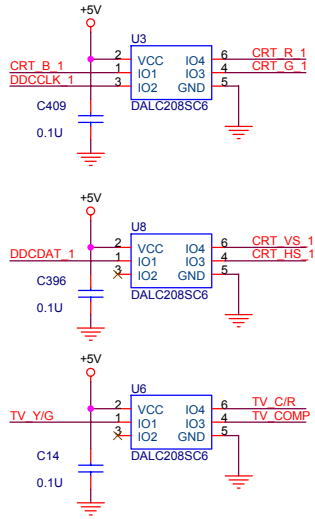 +5V
U3
2 VCC IO4 6 CRT_R_1
CRT_B_1 1 IO1 IO3 4 CRT_G_1
DDCCLK_1 3 IO2 GND 5
DALC208SC6
C409
0.1U
+5V
U8
2 VCC IO4 6 CRT_VS_1
DDCDAT_1 1 IO1 IO3 4 CRT_HS_1
3 IO2 GND 5
DALC208SC6
C396
0.1U
+5V
U6
2 VCC IO4 6 TV_C/R
TV_Y/G 1 IO1 IO3 4 TV_COMP
3 IO2 GND 5
DALC208SC6
C14
0.1U